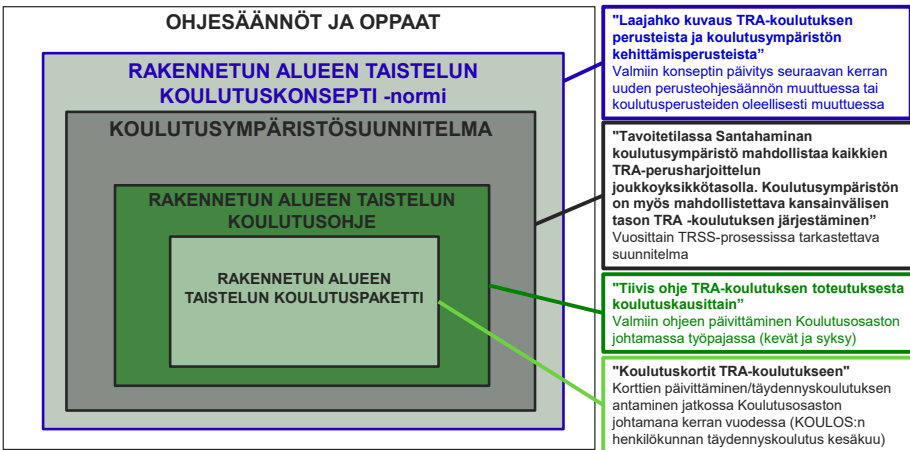 OHJESÄÄNNÖT JA OPPAAT
RAKENNETUN ALUEEN TAISTELUN
KOULUTUSKONSEPTI -normi
KOULUTUSYMPÄRISTÖSUUNNITELMA
RAKENNETUN ALUEEN TAISTELUN
KOULUTUSOHJE
RAKENNETUN ALUEEN
TAISTELUN KOULUTUSPAKETTI
"Laajahko kuvaus TRA-koulutuksen
perusteista ja koulutusympäristön
kehittämisperusteista”
Valmiin konseptin päivitys seuraavan kerran
uuden perusteohjesäännön muuttuessa tai
koulutusperusteiden oleellisesti muuttuessa
"Tavoitetilassa Santahaminan
koulutusympäristö mahdollistaa kaikkien
TRA-perusharjoittelun
joukkoyksikkötasolla. Koulutusympäristön
on myös mahdollistettava kansainvälisen
tason TRA -koulutuksen järjestäminen”
Vuosittain TRSS-prosessissa tarkastettava
suunnitelma
"Tiivis ohje TRA-koulutuksen toteutuksesta
koulutuskausittain”
Valmiin ohjeen päivittäminen Koulutusosaston
johtamassa työpajassa (kevät ja syksy)
"Koulutuskortit TRA-koulutukseen"
Korttien päivittäminen/täydennyskoulutuksen
antaminen jatkossa Koulutusosaston
johtamana kerran vuodessa (KOULOS:n
henkilökunnan täydennyskoulutus kesäkuu)